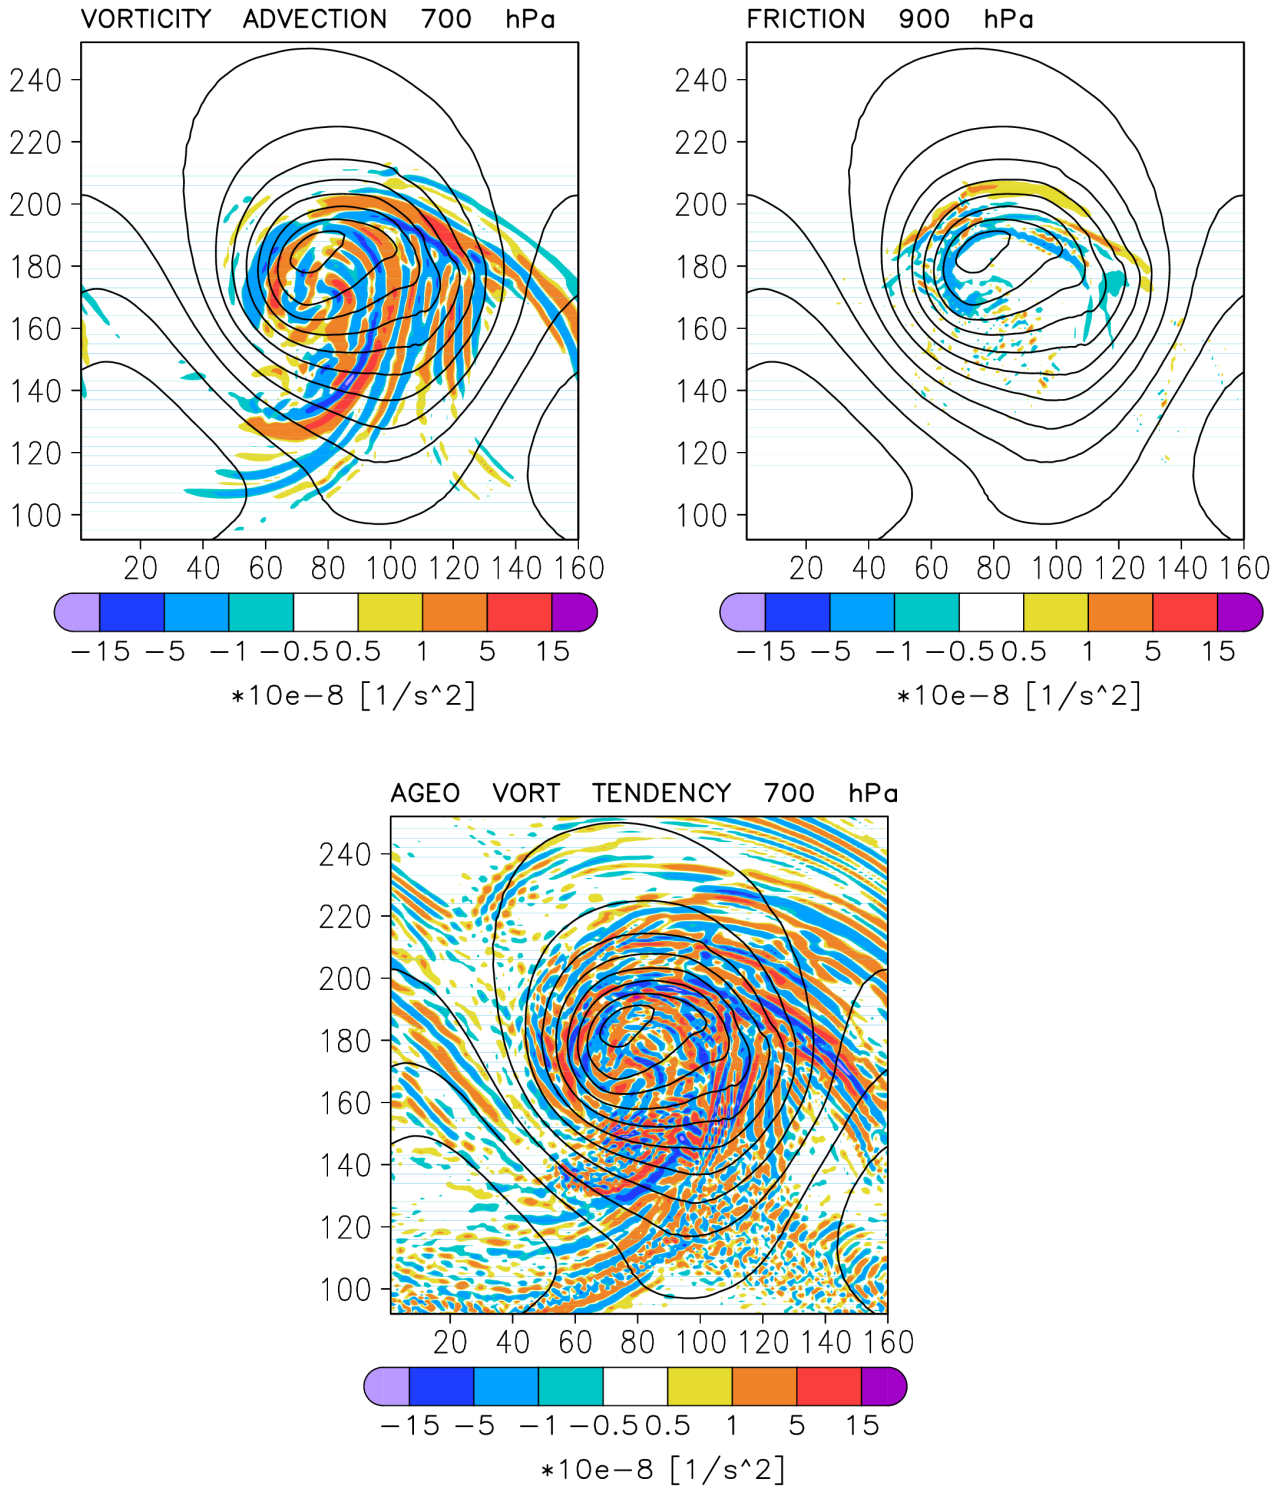 VORTICITY ADVECTION 700 hPa
240
220
200
180
160
140
120
100
20 40 60 80 100 120 140 160
-15 -5 -1 -0.5 0.5 1 5 15
*10e-8 [1/s^2]
FRICTION 900 hPa
240
220
200
180
160
140
120
100
20 40 60 80 100 120 140 160
-15 -5 -1 -0.5 0.5 1 5 15
*10e-8 [1/s^2]
AGEO VORT TENDENCY 700 hPa
240
220
200
180
160
140
120
100
20 40 60 80 100 120 140 160
-15 -5 -1 -0.5 0.5 1 5 15
*10e-8 [1/s^2]